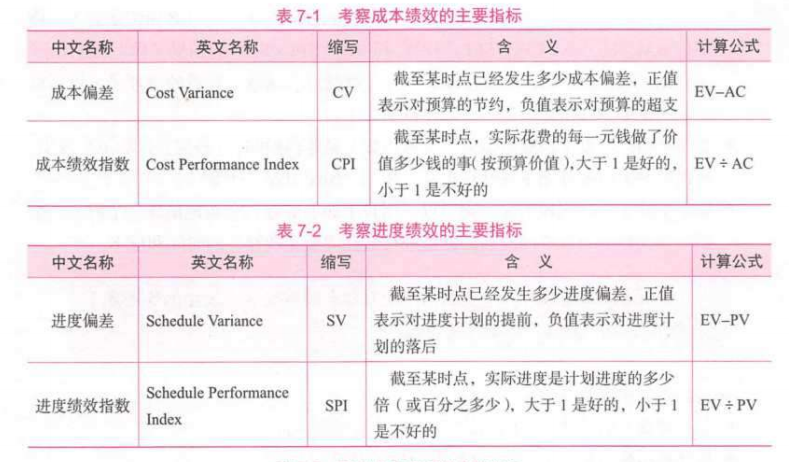 表 7-1 考察成本绩效的主要指标
中文名称 英文名称 缩写 含 义 计算公式
成本偏差 Cost Variance CV 截至某时点已经发生多少成本偏差，正值
表示对预算的节约，负值表示对预算的超支 EV–AC
成本绩效指数 Cost Performance Index CPI 截至某时点，实际花费的每一元钱做了价
值多少钱的事（按预算价值），大于 1 是好的，
小于 1 是不好的 EV ÷ AC
表 7-2 考察进度绩效的主要指标
中文名称 英文名称 缩写 含 义 计算公式
进度偏差 Schedule Variance SV 截至某时点已经发生多少进度偏差，正值
表示对进度计划的提前，负值表示对进度计
划的落后 EV–PV
进度绩效指数 Schedule Performance
Index SPI 截至某时点，实际进度是计划进度的多少
倍（或百分之多少），大于 1 是好的，小于 1
是不好的 EV ÷ PV